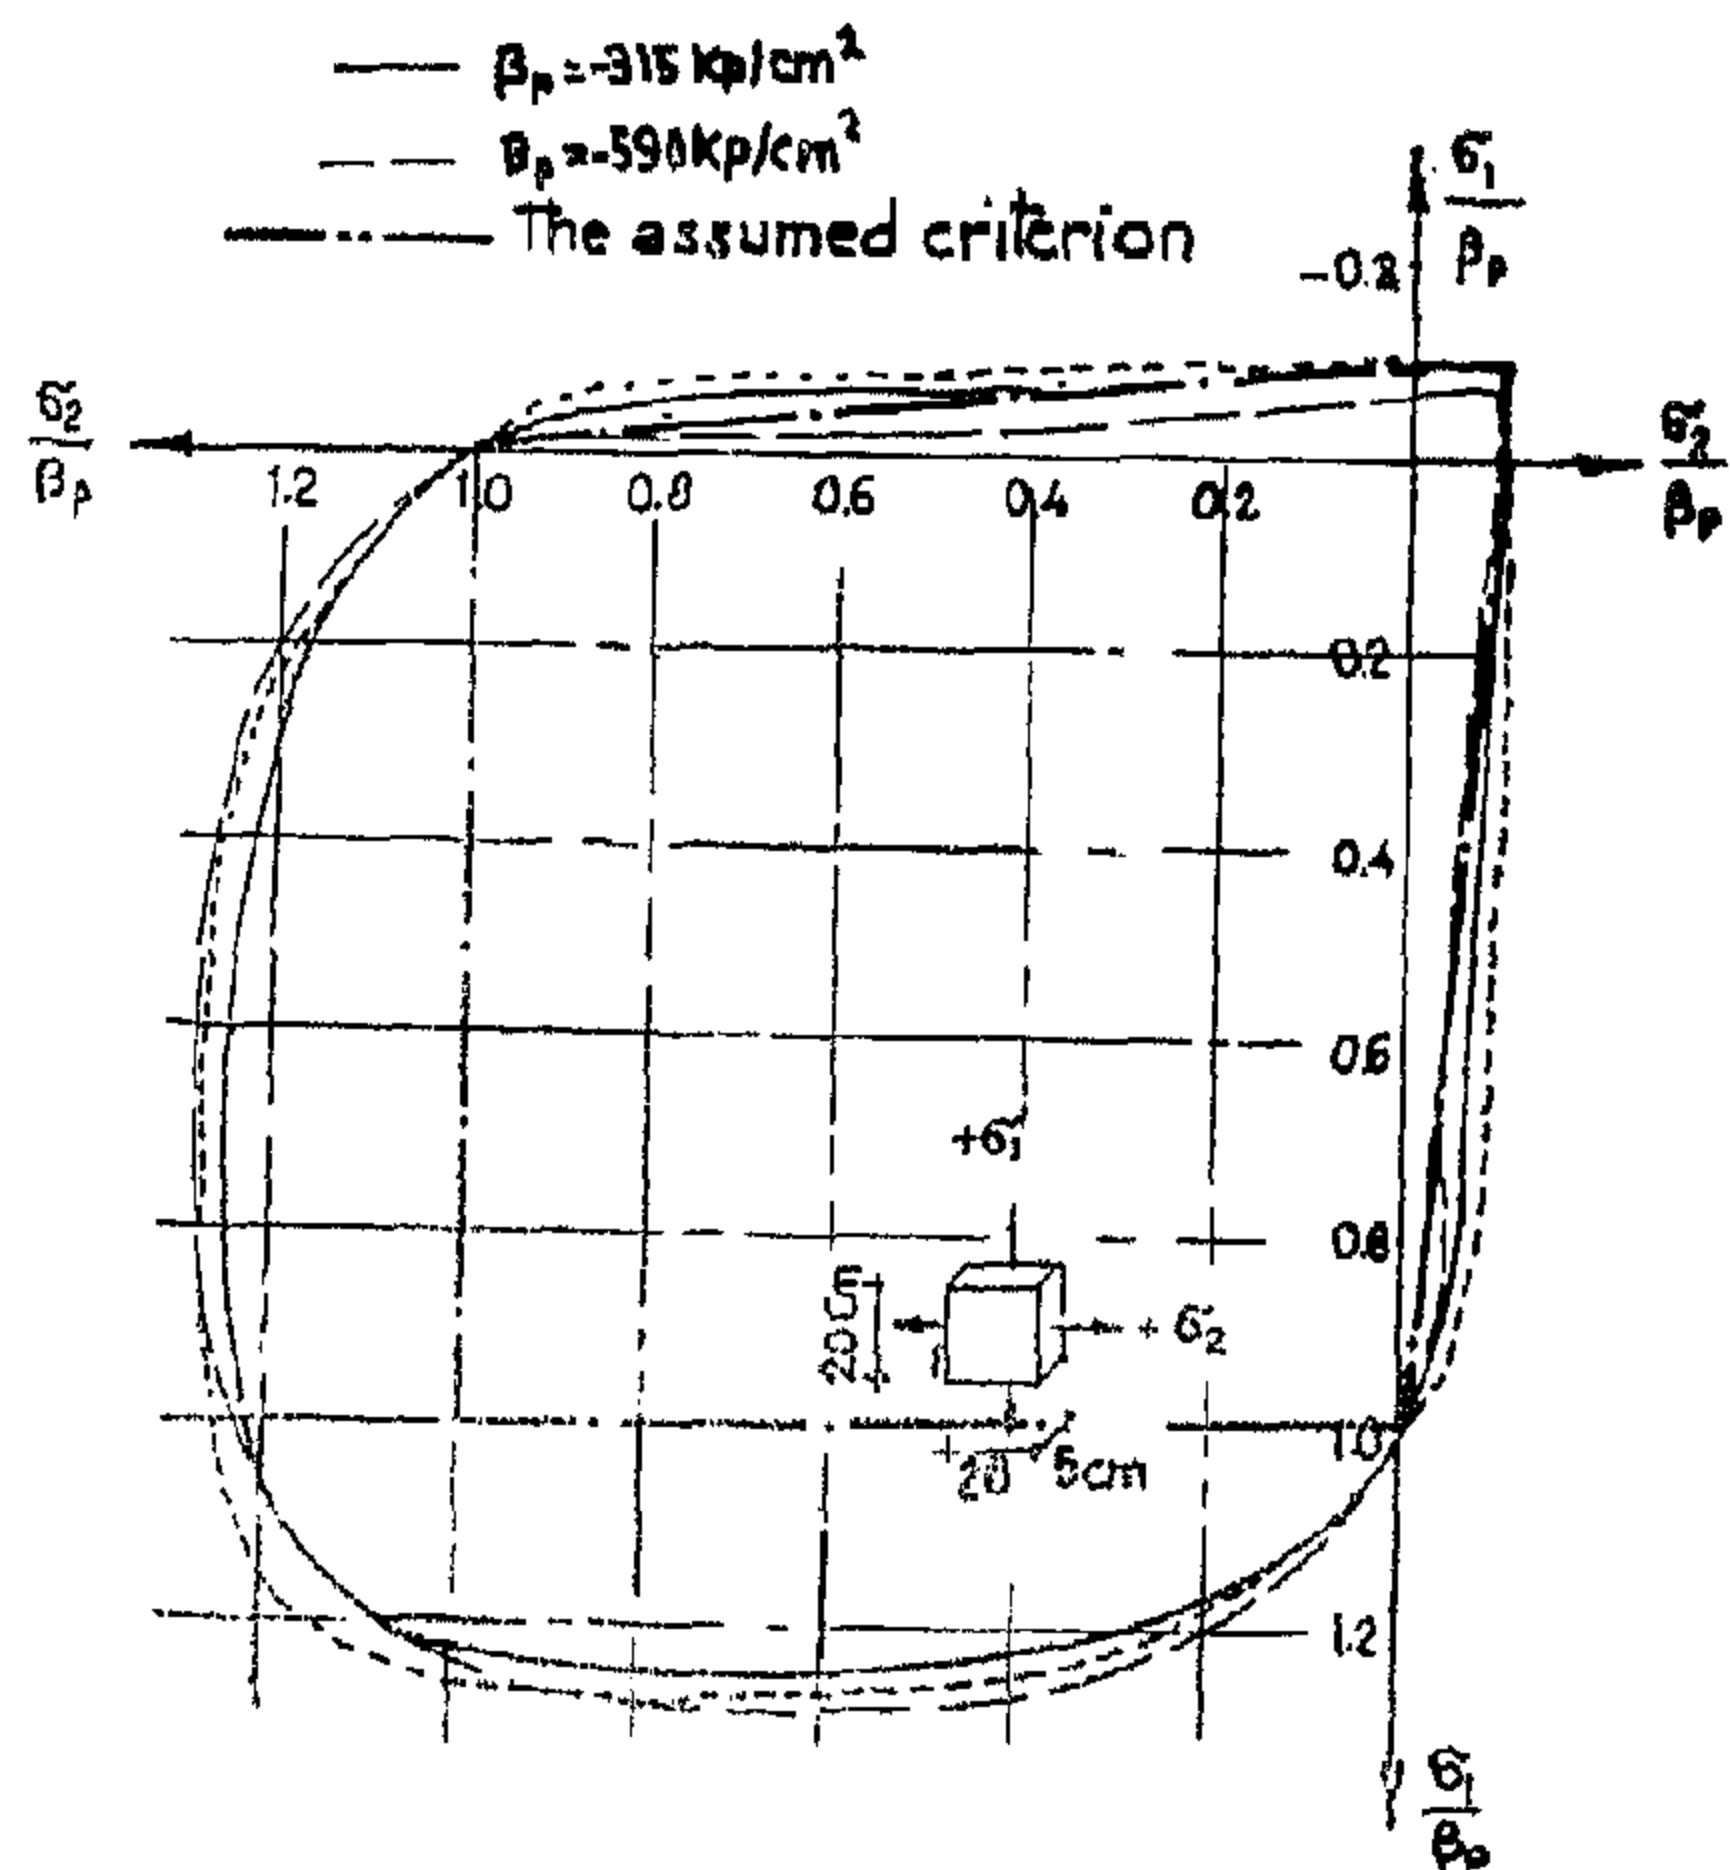 βₚ = -315 kp/cm²
βₚ = -590 Kp/cm²
The assumed criterion
σ₁/βₚ
-0.2
σ₂/βₚ
σ₂/βₚ
1.2 1.0 0.8 0.6 0.4 0.2
0.2
0.4
0.6
+σ₁
0.8
20 cm
+ σ₂
1.0
20 5cm
1.2
σ₁/βₚ